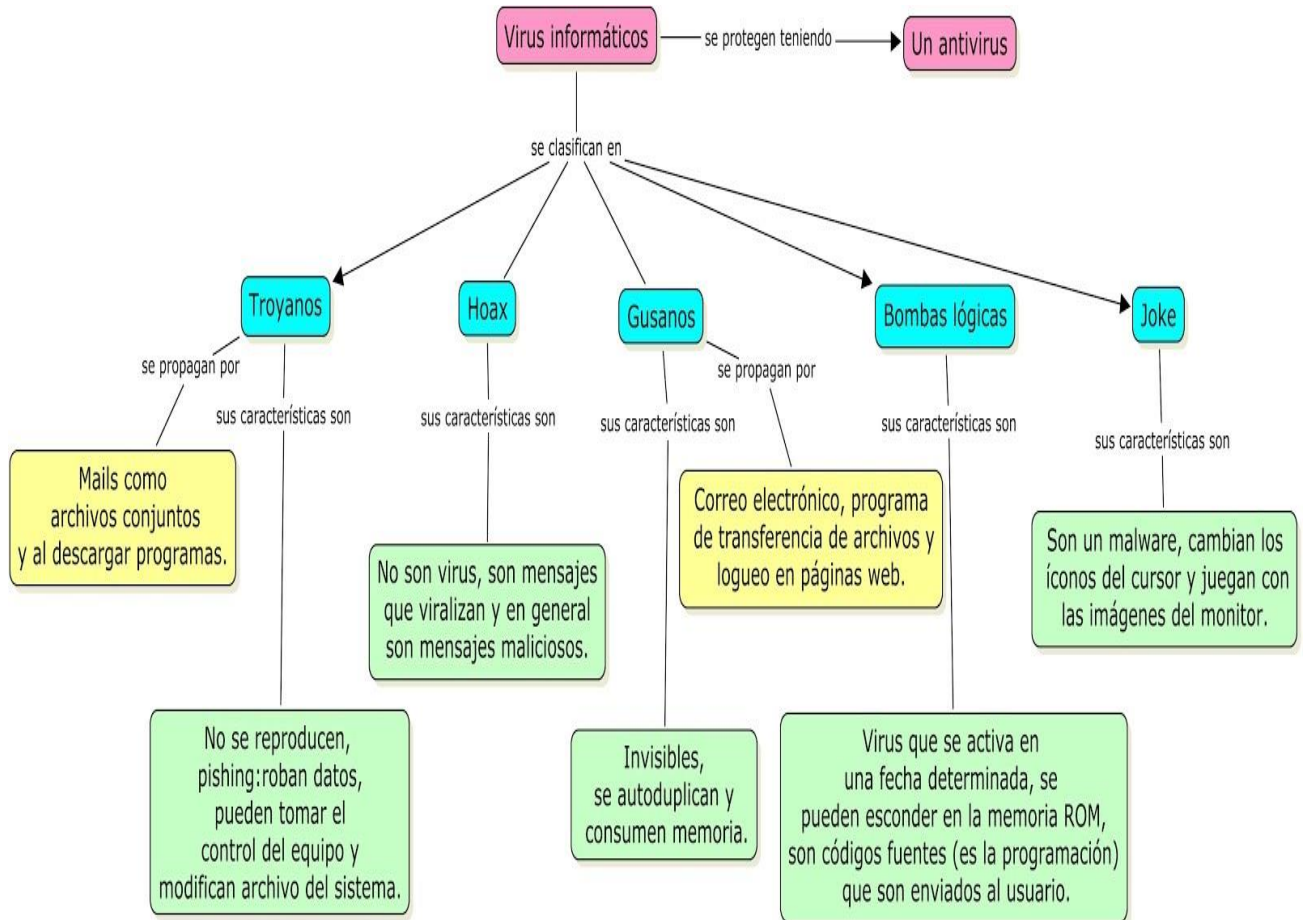 Virus informáticos
se protegen teniendo
Un antivirus
se clasifican en
Troyanos
Hoax
Gusanos
Bombas lógicas
Joke
se propagan por
sus características son
sus características son
sus características son
se propagan por
sus características son
sus características son
Mails como
archivos conjuntos
y al descargar programas.
No se reproducen,
pishing:roban datos,
pueden tomar el
control del equipo y
modifican archivo del sistema.
No son virus, son mensajes
que viralizan y en general
son mensajes maliciosos.
Invisibles,
se autoduplican y
consumen memoria.
Correo electrónico, programa
de transferencia de archivos y
logueo en páginas web.
Virus que se activa en
una fecha determinada, se
pueden esconder en la memoria ROM,
son códigos fuentes (es la programación)
que son enviados al usuario.
Son un malware, cambian los
íconos del cursor y juegan con
las imágenes del monitor.